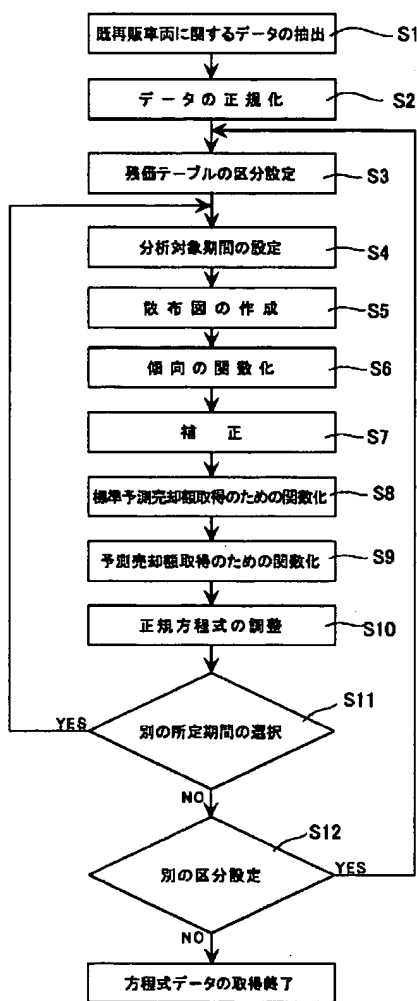 既再販車両に関するデータの抽出 S1
データの正規化 S2
残価テーブルの区分設定 S3
分析対象期間の設定 S4
散布図の作成 S5
傾向の関数化 S6
補正 S7
標準予測売却額取得のための関数化 S8
予測売却額取得のための関数化 S9
正規方程式の調整 S10
別の所定期間の選択 S11
YES
NO
別の区分設定 S12
YES
NO
方程式データの取得終了